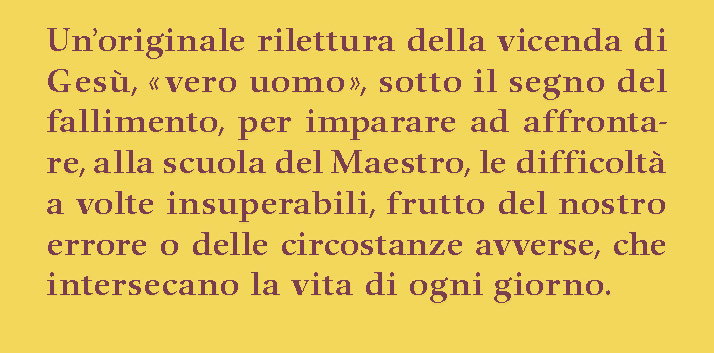 Un’originale rilettura della vicenda di
Gesù, «vero uomo», sotto il segno del
fallimento, per imparare ad affronta-
re, alla scuola del Maestro, le difficoltà
a volte insuperabili, frutto del nostro
errore o delle circostanze avverse, che
intersecano la vita di ogni giorno.